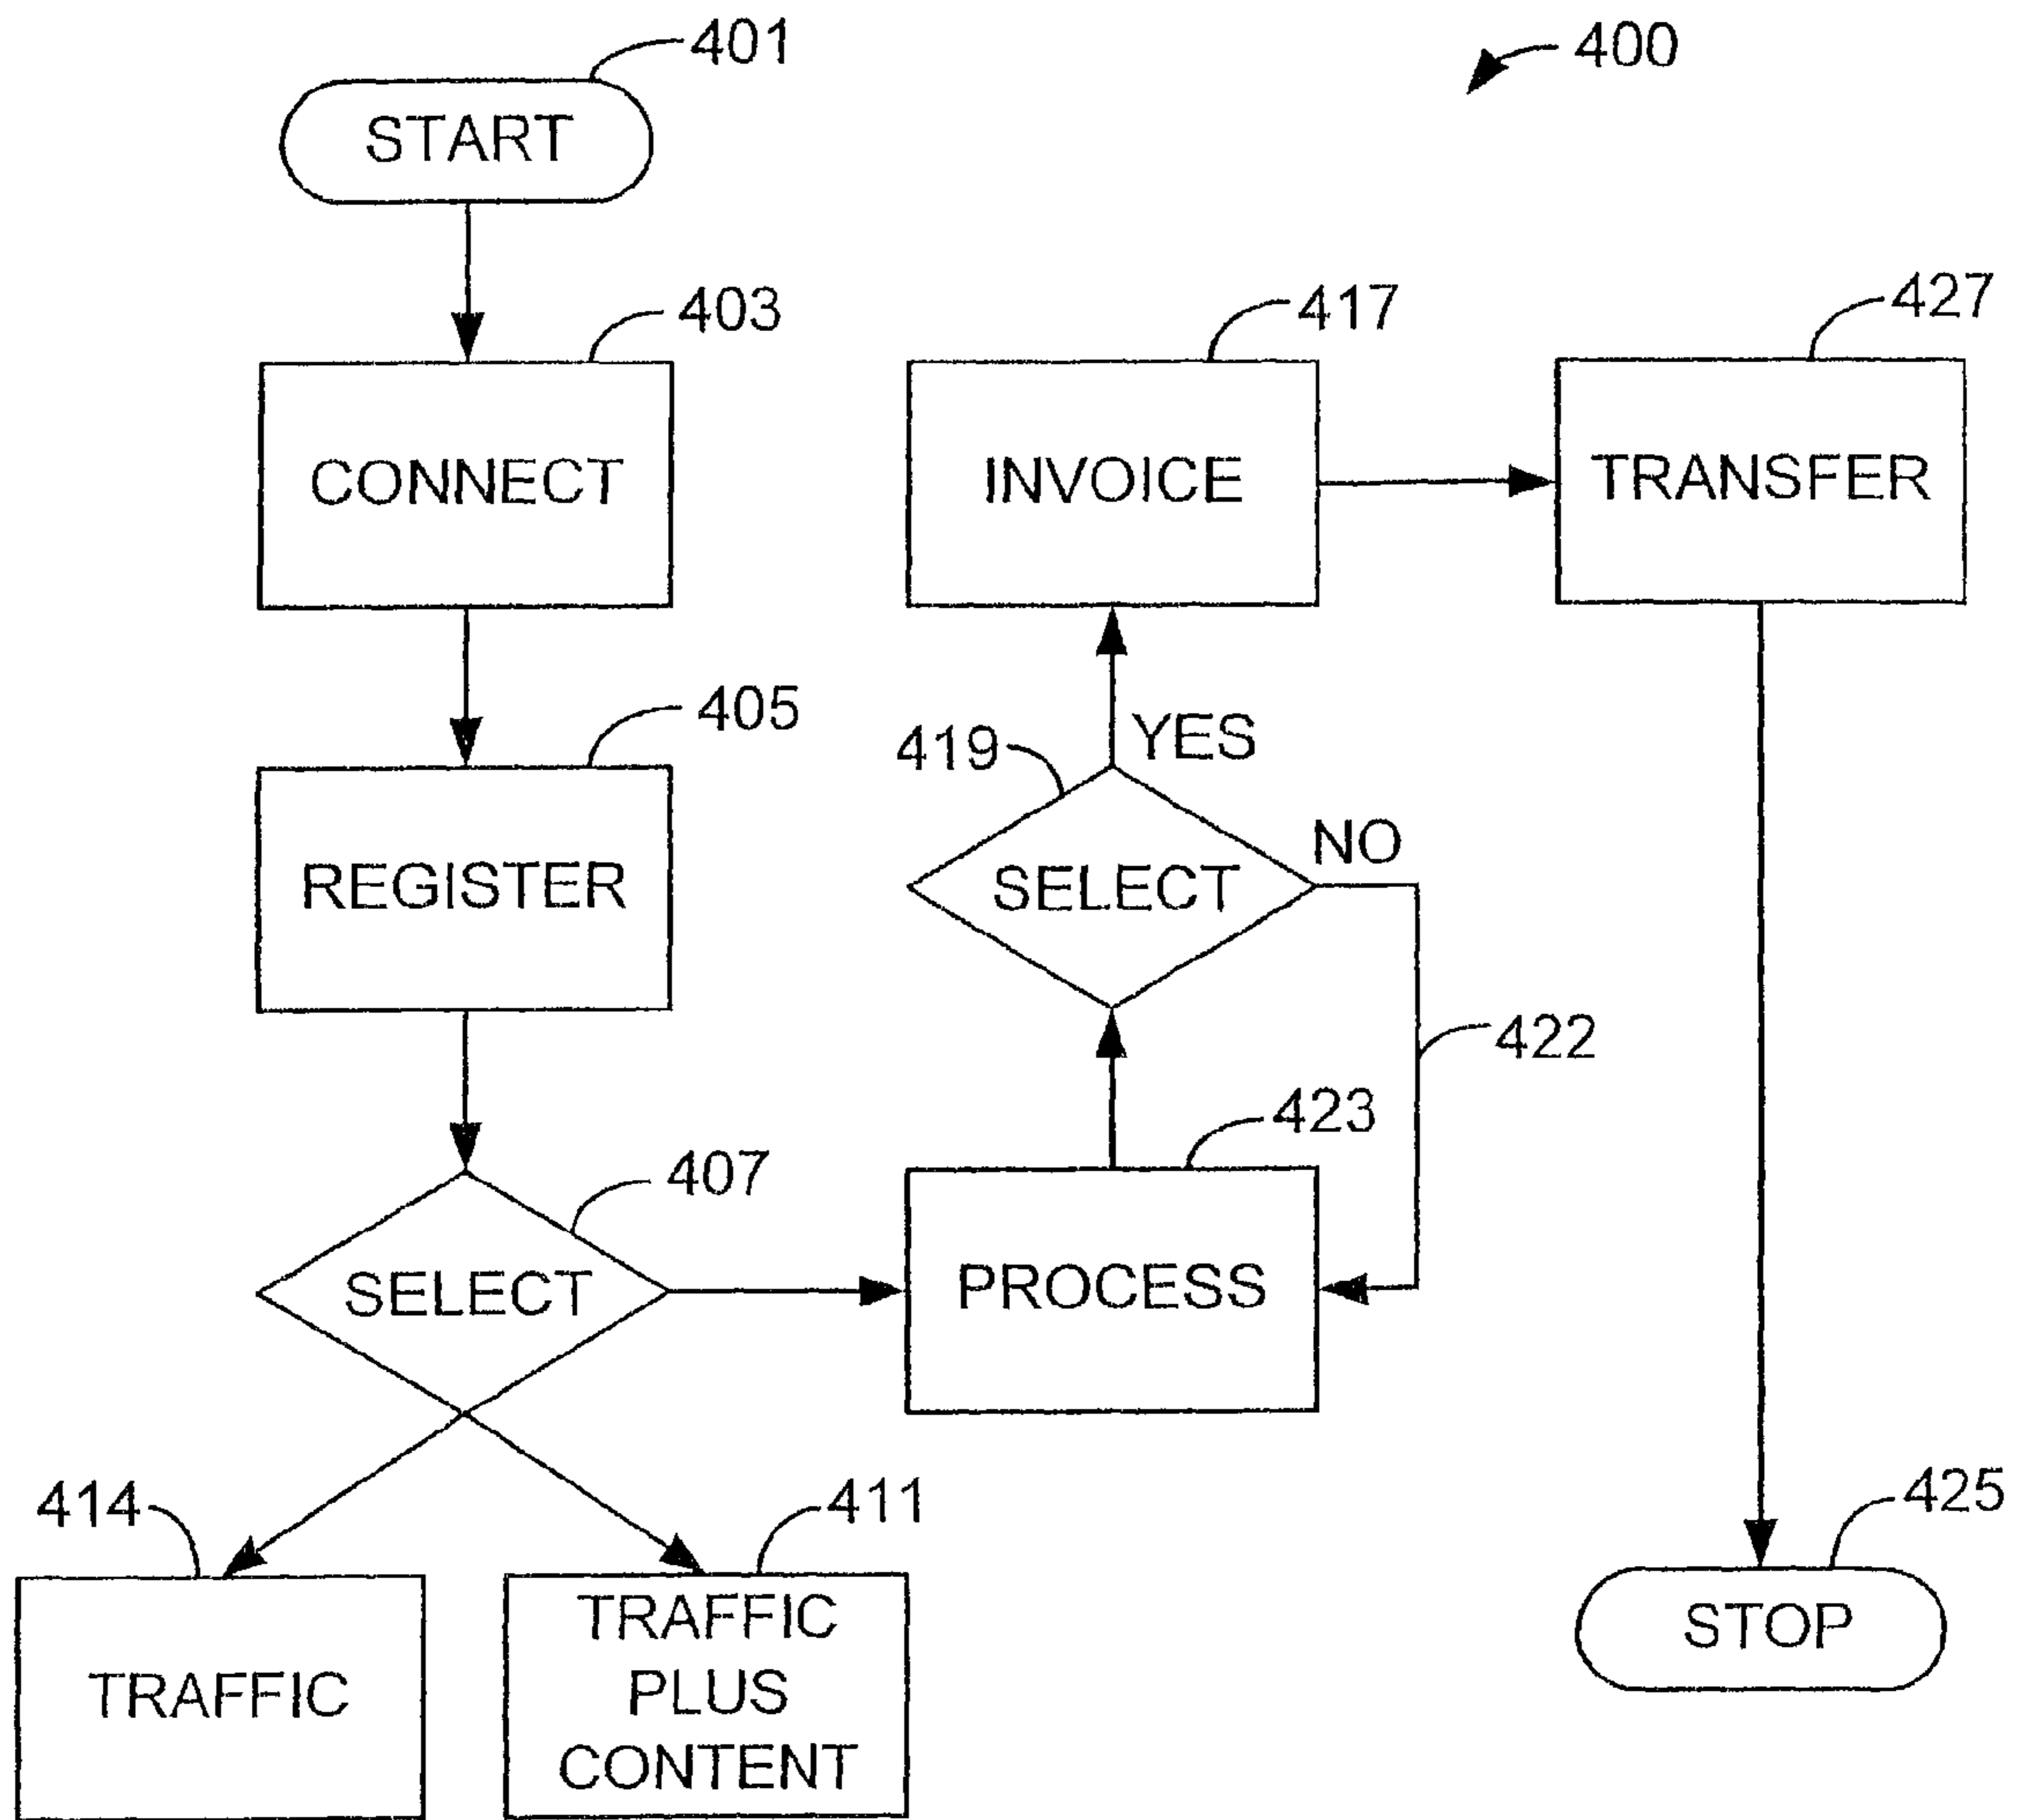 401
400
START
403
417
427
CONNECT
INVOICE
TRANSFER
405
419
YES
NO
REGISTER
SELECT
422
407
423
SELECT
PROCESS
414
411
425
TRAFFIC
TRAFFIC
PLUS
CONTENT
STOP